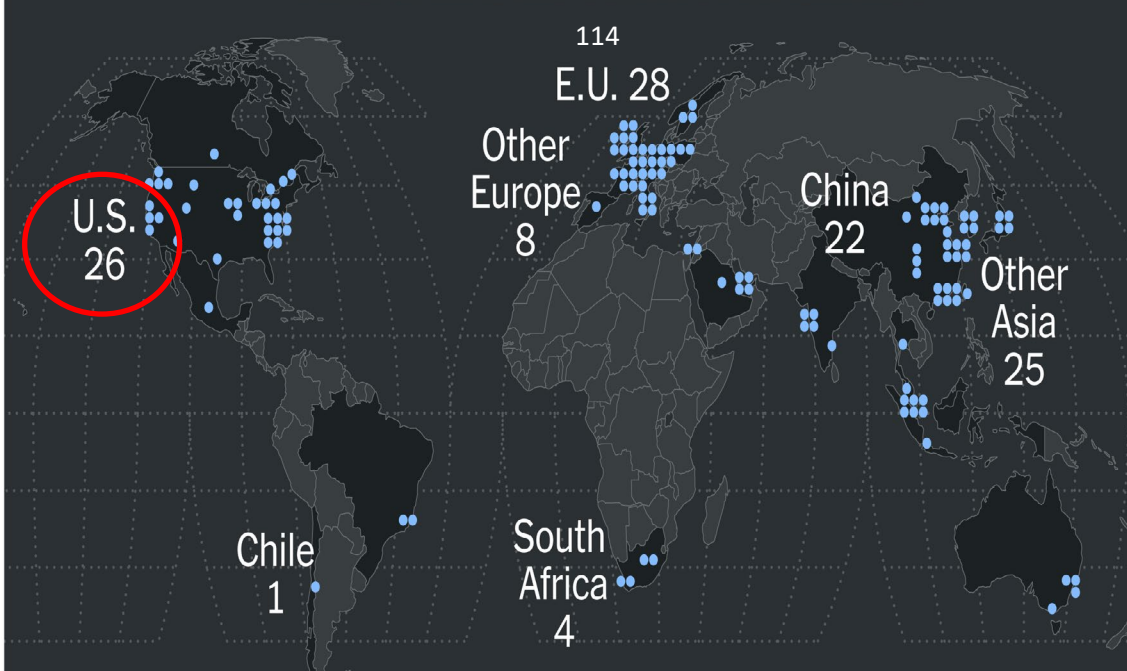 114
E.U. 28
Other
Europe
8
U.S.
26
China
22
Other
Asia
25
Chile
1
South
Africa
4